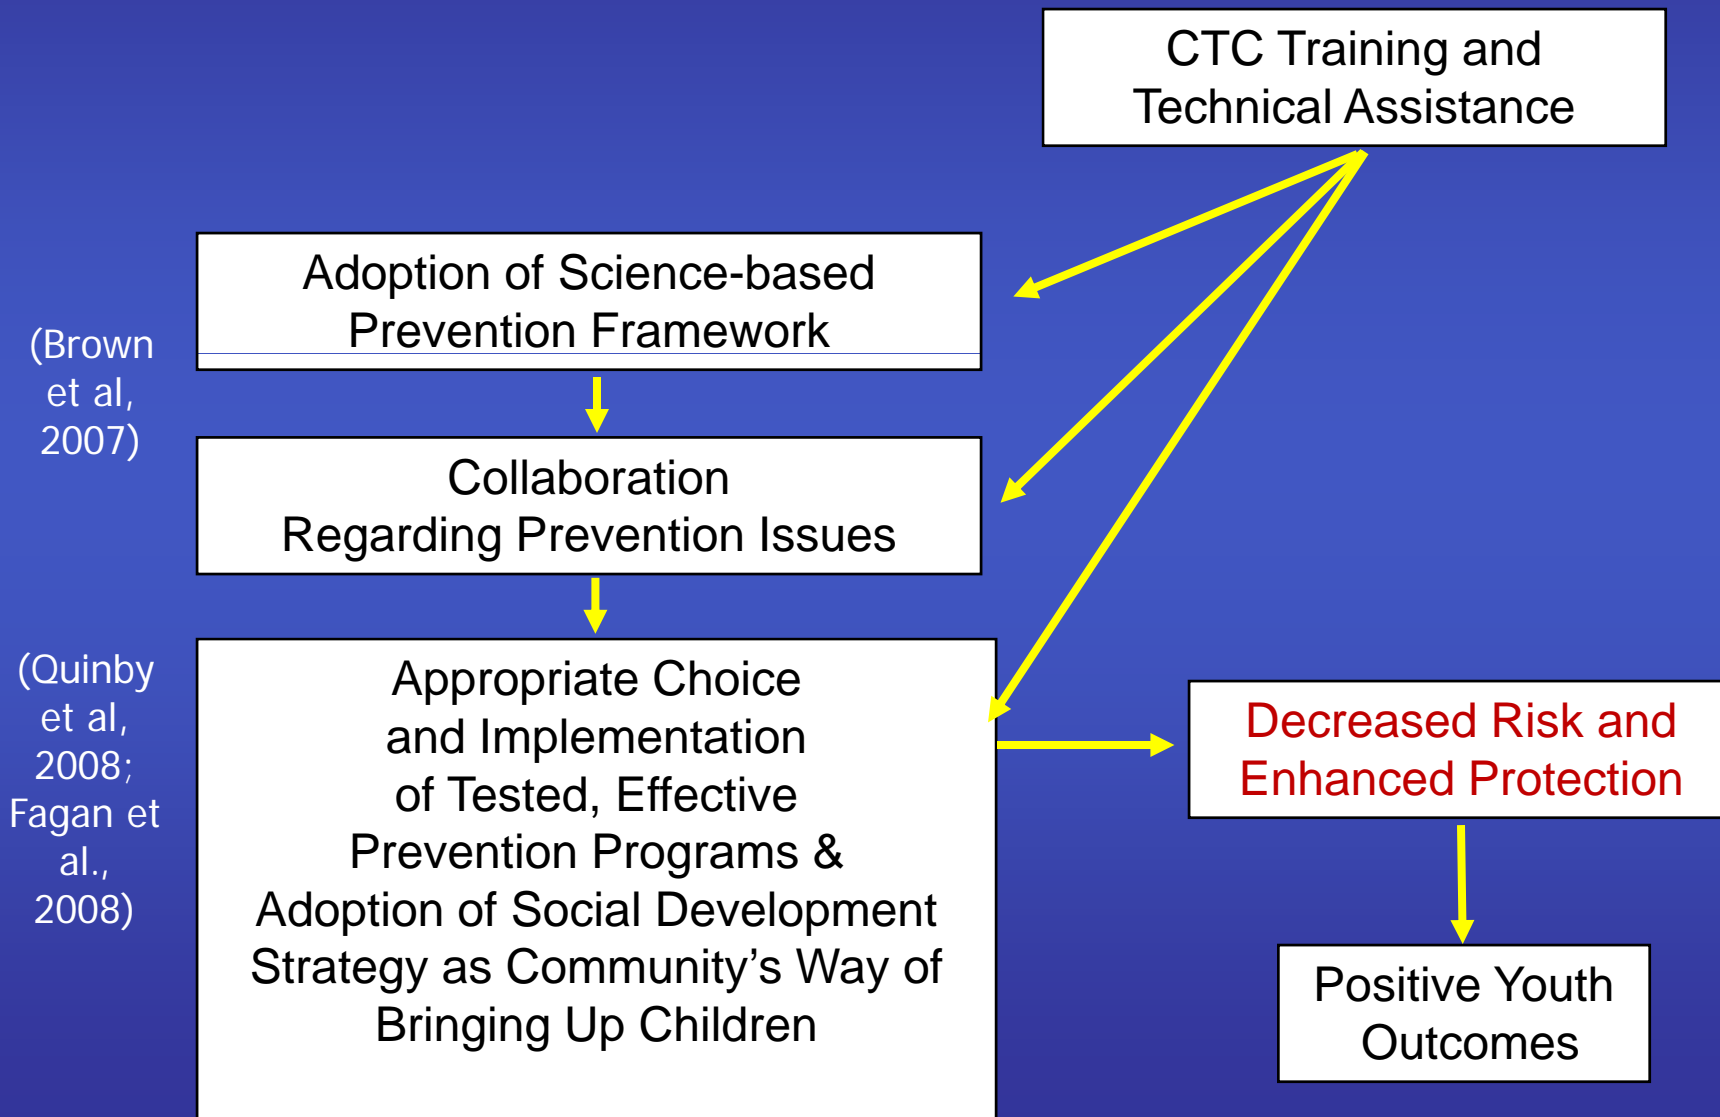 CTC Training and
Technical Assistance
Adoption of Science-based
Prevention Framework
(Brown
et al,
2007)
Collaboration
Regarding Prevention Issues
(Quinby
et al,
2008;
Fagan et
al.,
2008)
Appropriate Choice
and Implementation
of Tested, Effective
Prevention Programs &
Adoption of Social Development
Strategy as Community’s Way of
Bringing Up Children
Decreased Risk and
Enhanced Protection
Positive Youth
Outcomes